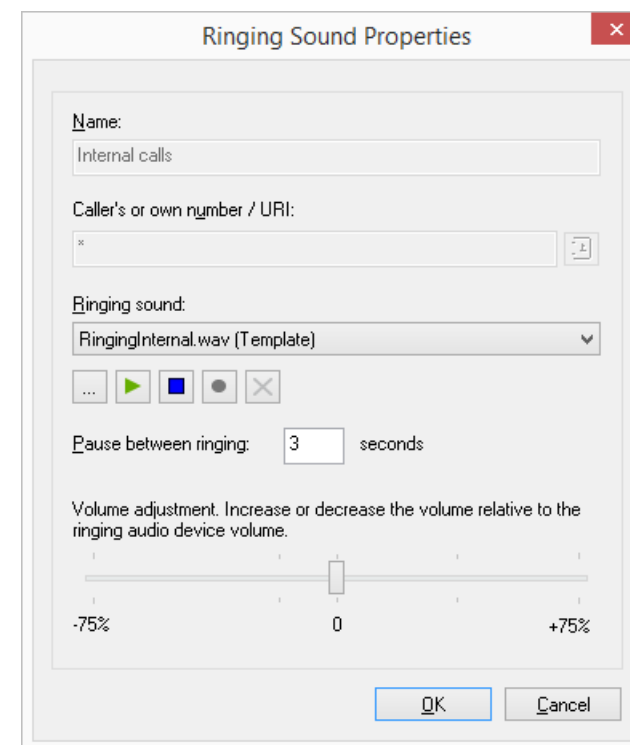 Ringing Sound Properties
Name:
Internal calls
Caller's or own number / URI:
*
Ringing sound:
RingingInternal.wav (Template)
...
Pause between ringing: 3 seconds
Volume adjustment. Increase or decrease the volume relative to the
ringing audio device volume.
-75% 0 +75%
OK Cancel